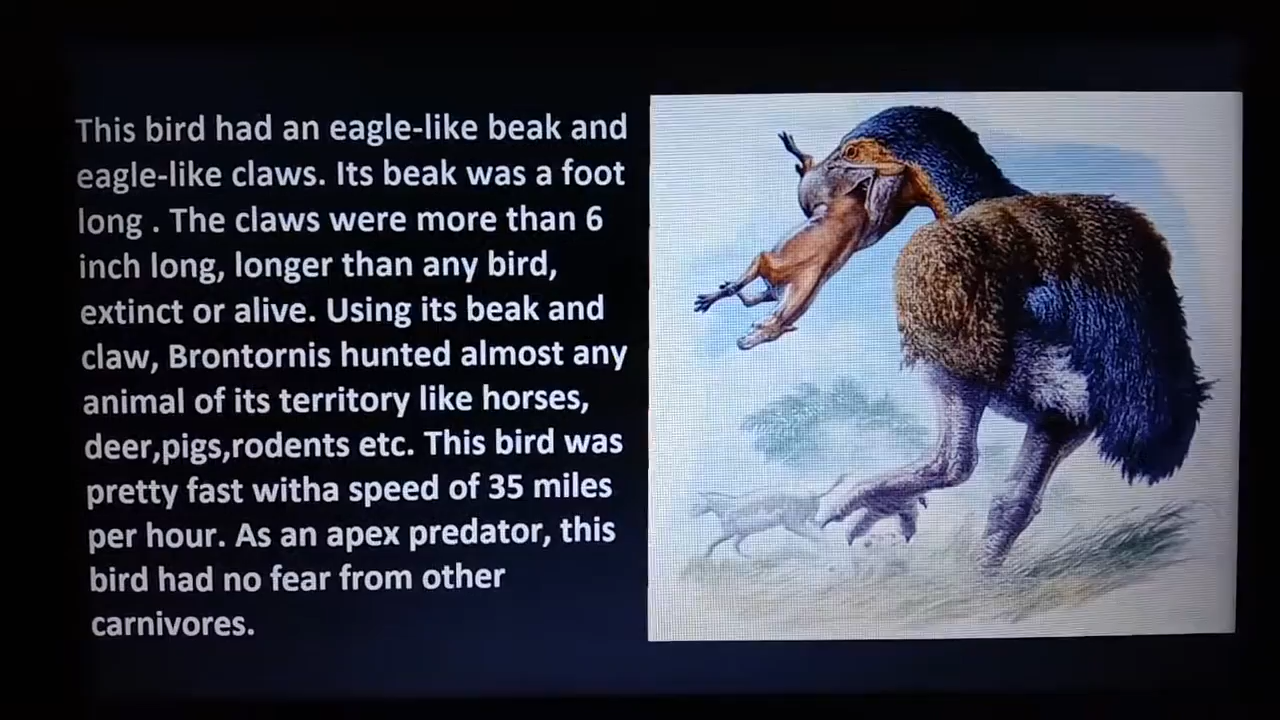 This bird had an eagle-like beak and
eagle-like claws. Its beak was a foot
long . The claws were more than 6
inch long, longer than any bird,
extinct or alive. Using its beak and
claw, Brontornis hunted almost any
animal of its territory like horses,
deer,pigs,rodents etc. This bird was
pretty fast witha speed of 35 miles
per hour. As an apex predator, this
bird had no fear from other
carnivores.